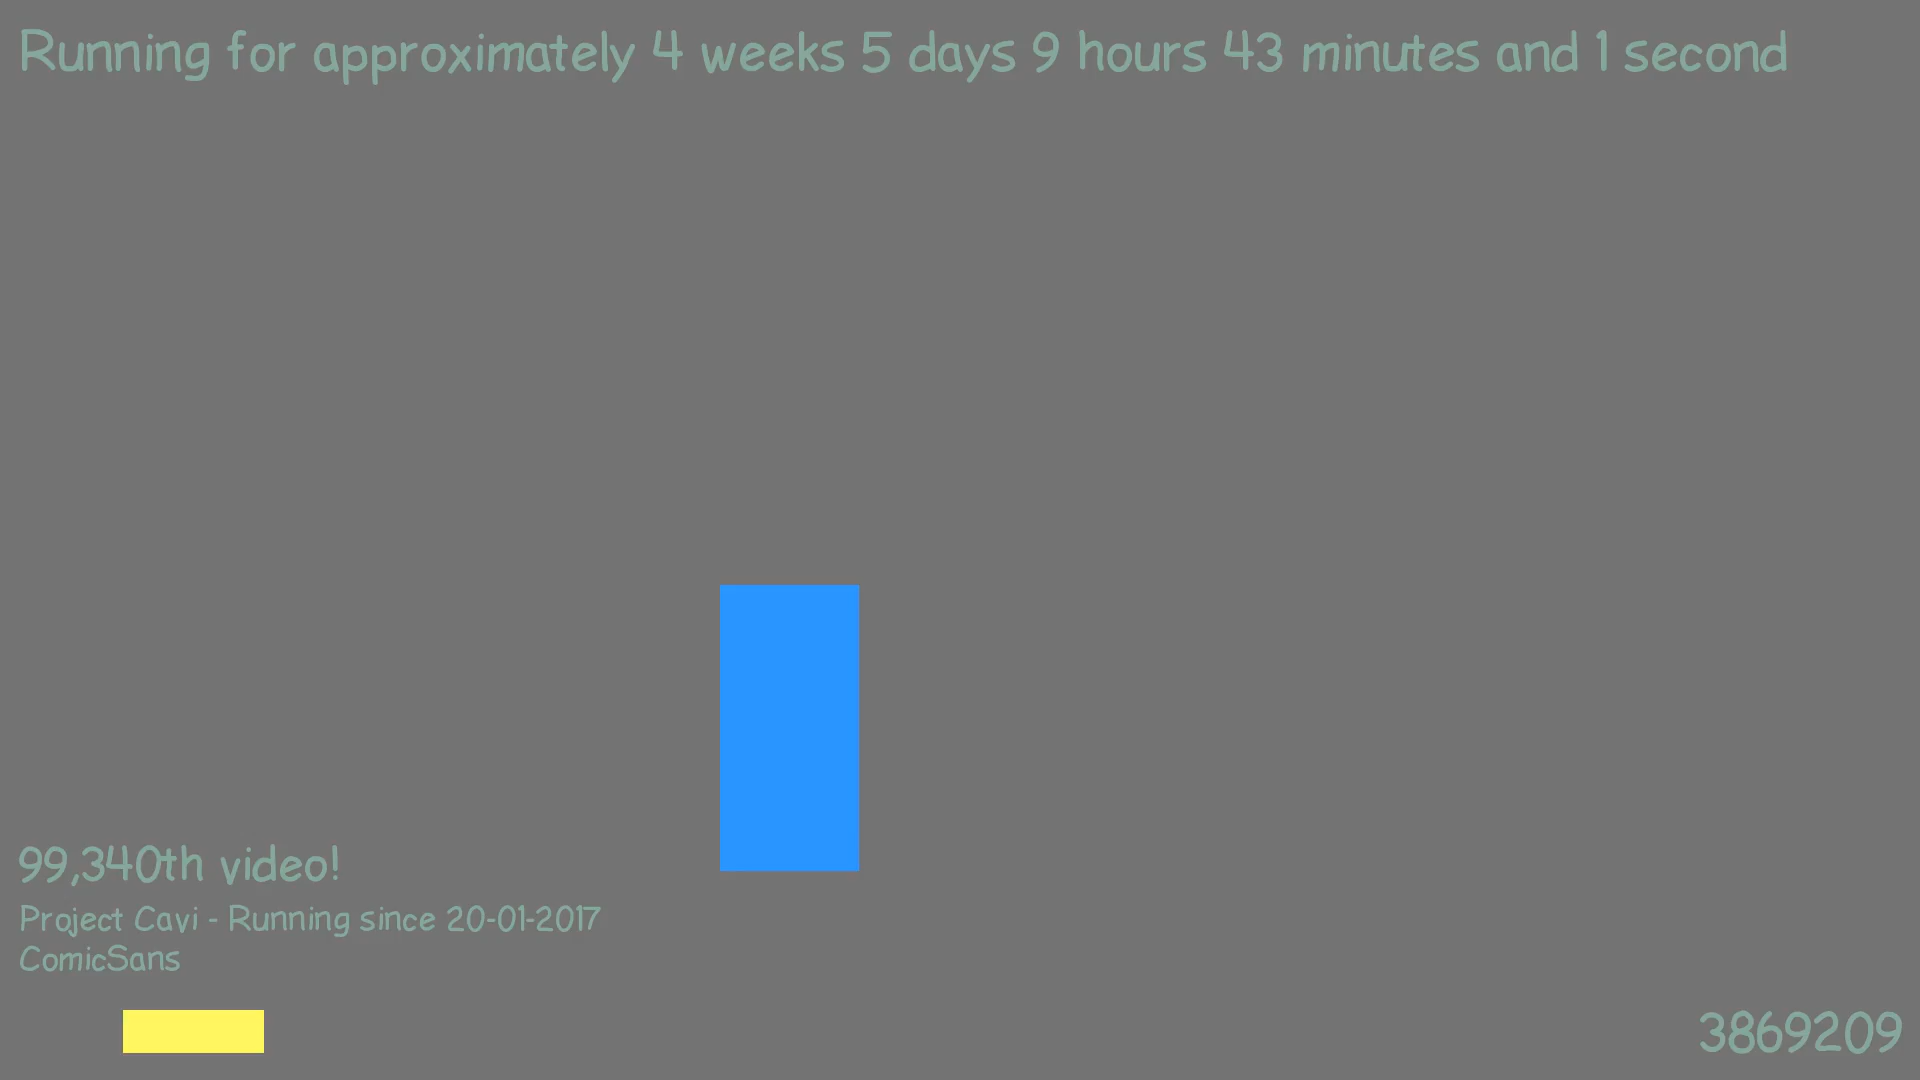 Running for approximately 4 weeks 5 days 9 hours 43 minutes and 1 second
99,340th video!
Project Cavi - Running since 20-01-2017
ComicSans
3869209